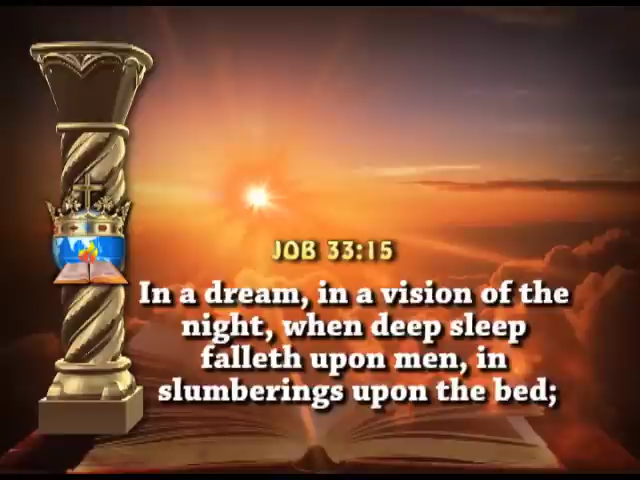 JOB 33:15
In a dream, in a vision of the
night, when deep sleep
falleth upon men, in
slumberings upon the bed;